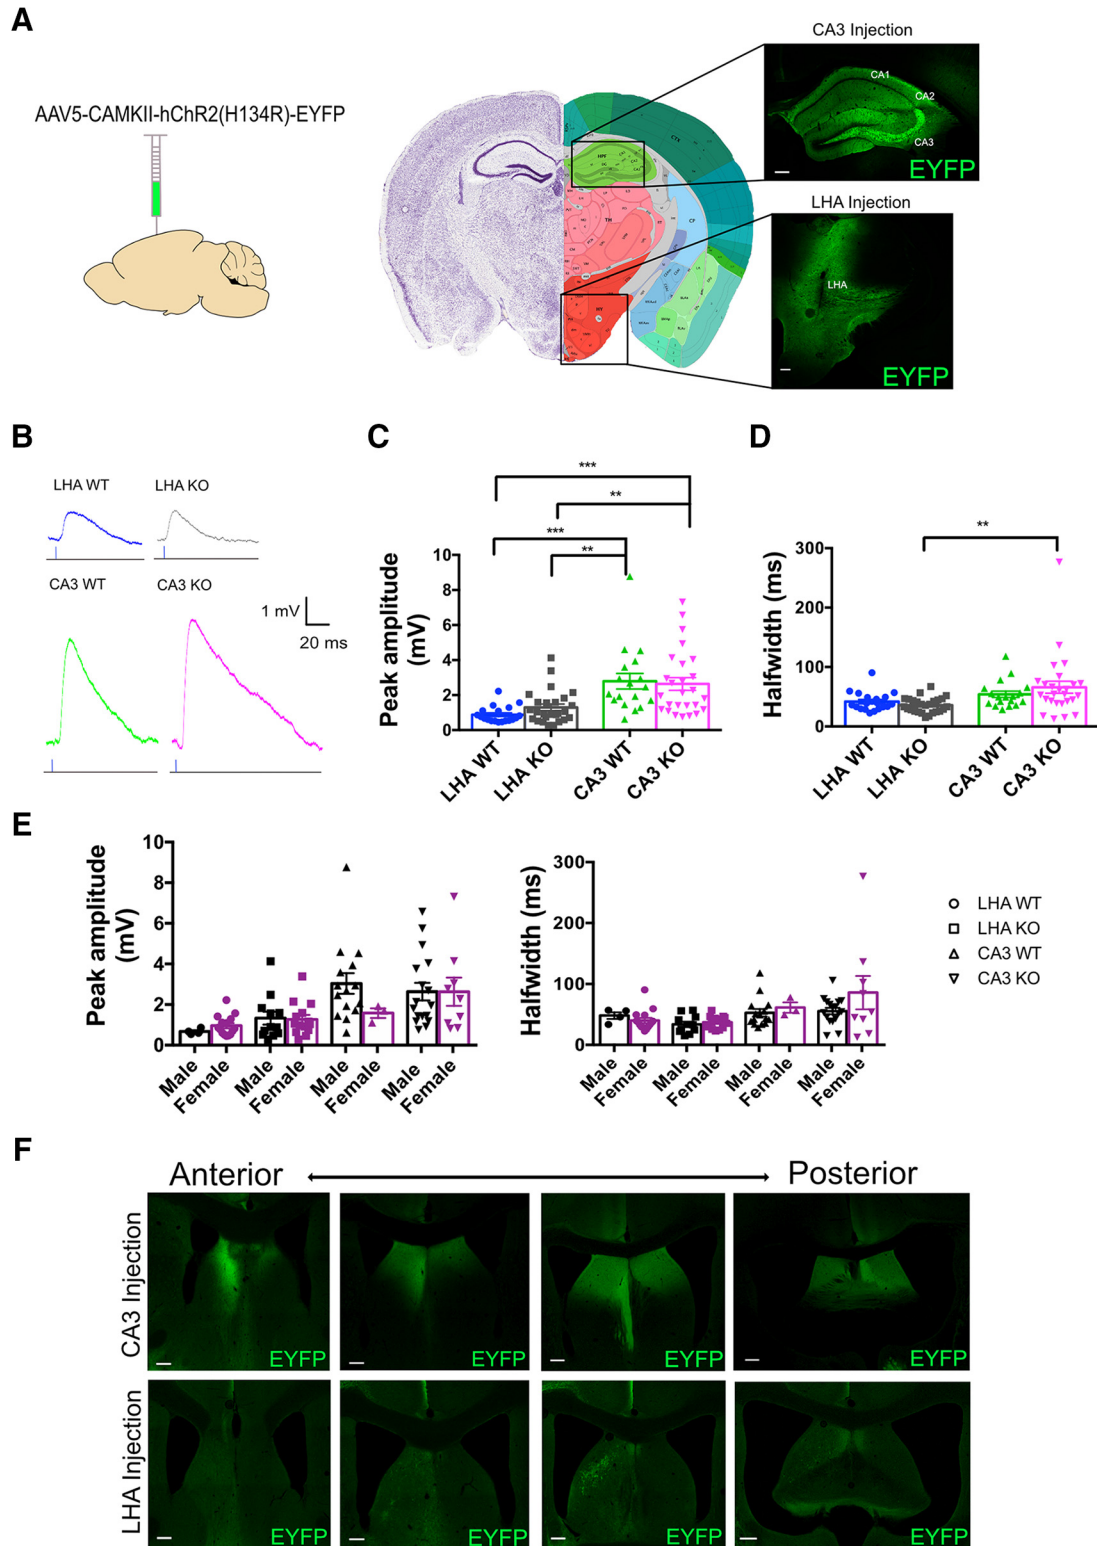 A
AAV5-CAMKII-hChR2(H134R)-EYFP
CTX
HPF
TH
CP
HY
CA3 Injection
CA1
CA2
CA3
EYFP
LHA Injection
LHA
EYFP
B
LHA WT
LHA KO
CA3 WT
CA3 KO
1 mV
20 ms
C
***
**
***
**
Peak amplitude
(mV)
10
8
6
4
2
0
LHA WT
LHA KO
CA3 WT
CA3 KO
D
**
Halfwidth (ms)
300
200
100
0
LHA WT
LHA KO
CA3 WT
CA3 KO
E
Peak amplitude
(mV)
10
8
6
4
2
0
Male
Female
Male
Female
Male
Female
Male
Female
Halfwidth (ms)
300
200
100
0
Male
Female
Male
Female
Male
Female
Male
Female
LHA WT
LHA KO
CA3 WT
CA3 KO
F
Anterior
Posterior
CA3 Injection
EYFP
EYFP
EYFP
EYFP
LHA Injection
EYFP
EYFP
EYFP
EYFP